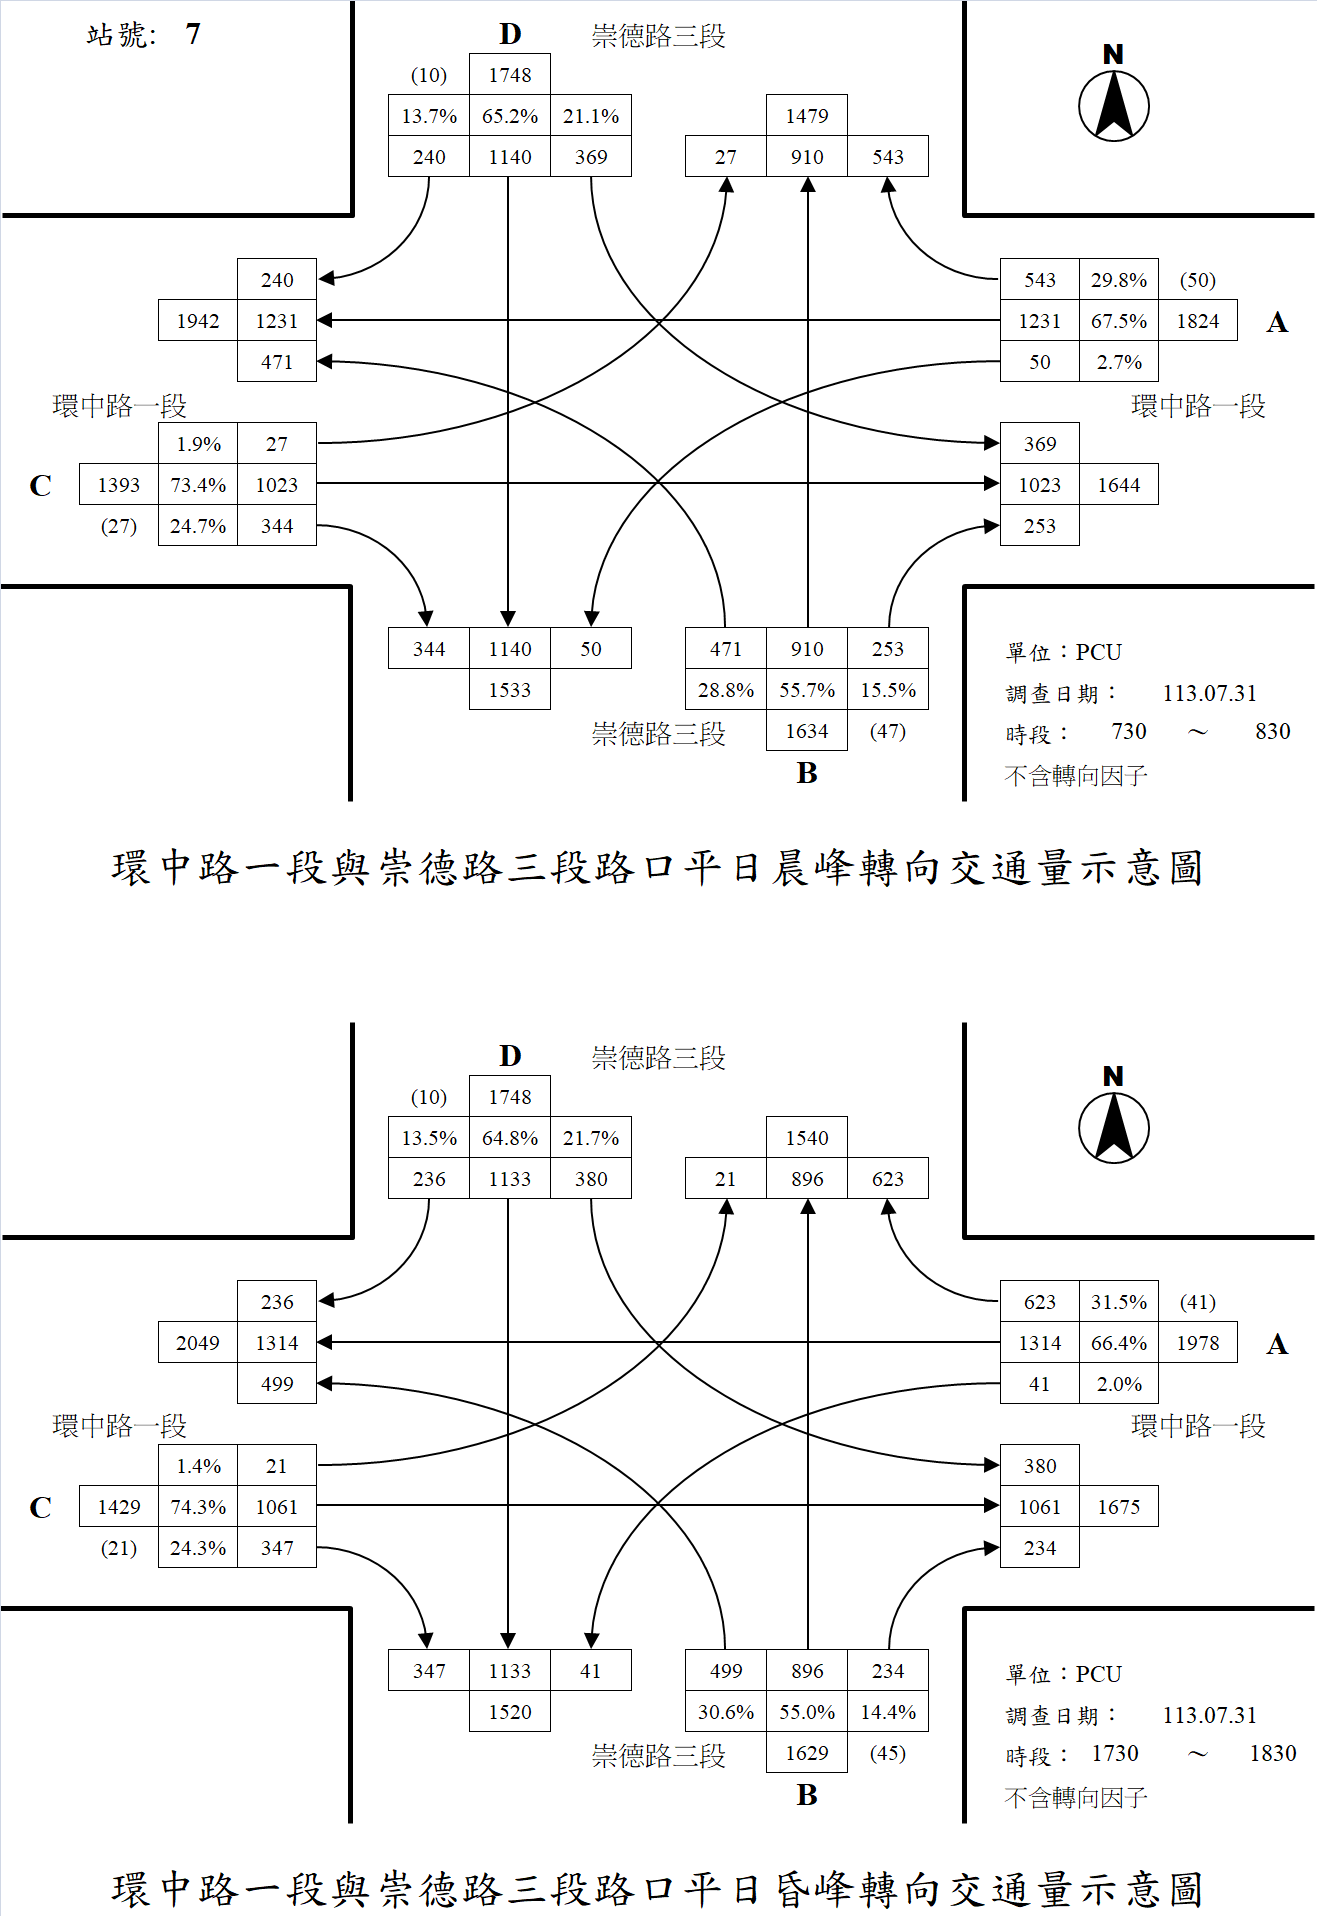 站號: 7
D 崇德路三段
N
(10) 1748
13.7% 65.2% 21.1% 1479
240 1140 369 27 910 543
240 543 29.8% (50)
1942 1231 1231 67.5% 1824 A
471 50 2.7%
環中路一段 環中路一段
1.9% 27 369
C 1393 73.4% 1023 1023 1644
(27) 24.7% 344 253
344 1140 50 471 910 253 單位：PCU
1533 28.8% 55.7% 15.5% 調查日期： 113.07.31
崇德路三段 1634 (47) 時段： 730 ～ 830
B 不含轉向因子
環中路一段與崇德路三段路口平日晨峰轉向交通量示意圖
D 崇德路三段
N
(10) 1748
13.5% 64.8% 21.7% 1540
236 1133 380 21 896 623
236 623 31.5% (41)
2049 1314 1314 66.4% 1978 A
499 41 2.0%
環中路一段 環中路一段
1.4% 21 380
C 1429 74.3% 1061 1061 1675
(21) 24.3% 347 234
347 1133 41 499 896 234 單位：PCU
1520 30.6% 55.0% 14.4% 調查日期： 113.07.31
崇德路三段 1629 (45) 時段： 1730 ～ 1830
B 不含轉向因子
環中路一段與崇德路三段路口平日昏峰轉向交通量示意圖